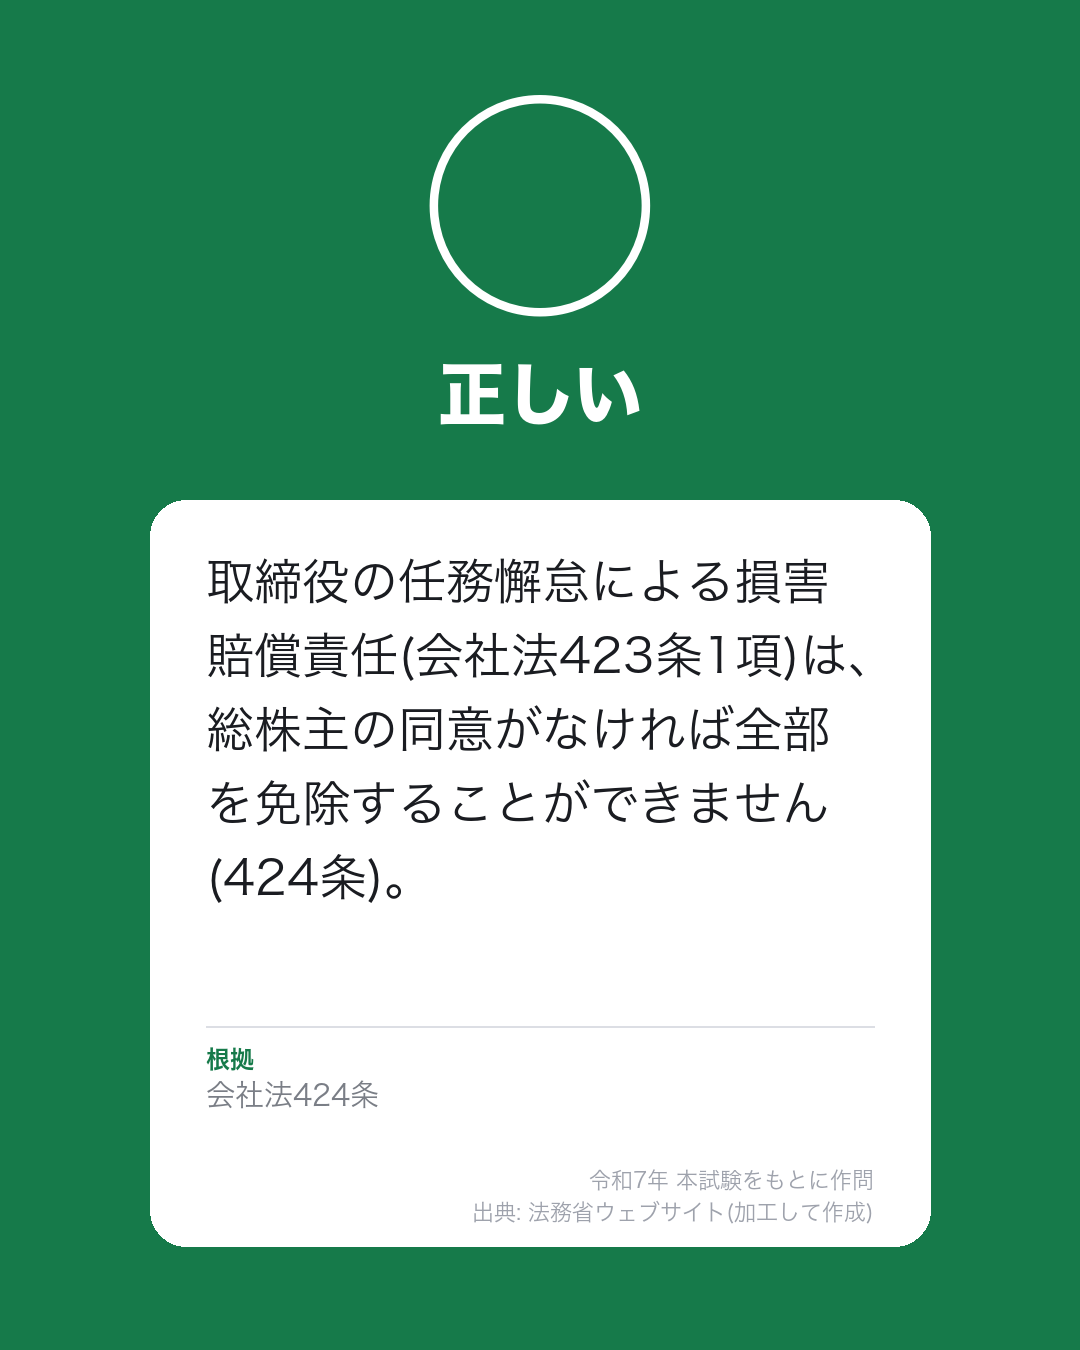 正しい
取締役の任務懈怠による損害
賠償責任(会社法423条1項)は、
総株主の同意がなければ全部
を免除することができません
(424条)。
根拠
会社法424条
令和7年 本試験をもとに作問
出典: 法務省ウェブサイト(加工して作成)